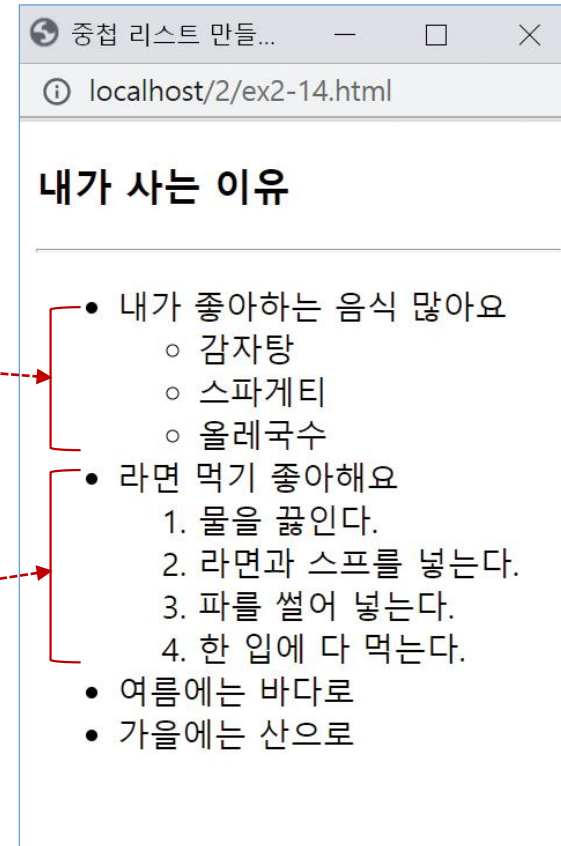 중첩 리스트 만들...
localhost/2/ex2-14.html
내가 사는 이유
• 내가 좋아하는 음식 많아요
◦ 감자탕
◦ 스파게티
◦ 올레국수
• 라면 먹기 좋아해요
1. 물을 끓인다.
2. 라면과 스프를 넣는다.
3. 파를 썰어 넣는다.
4. 한 입에 다 먹는다.
• 여름에는 바다로
• 가을에는 산으로